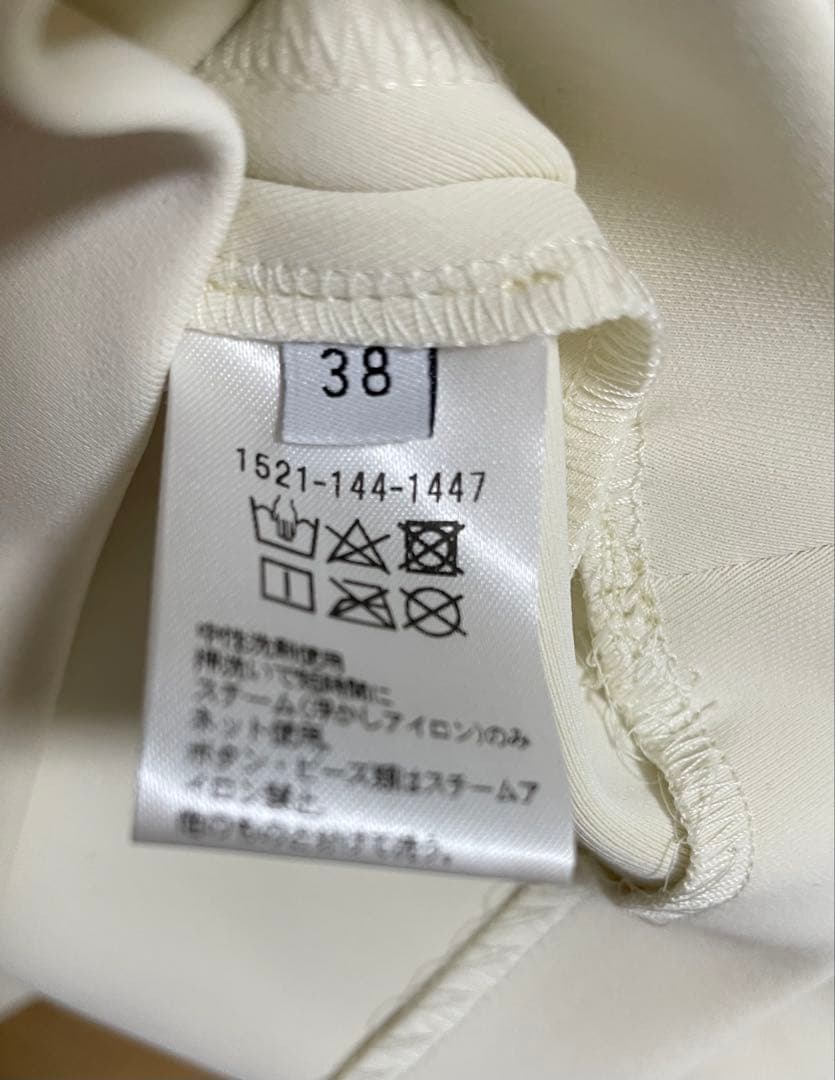 38
1521-144-1447
中性洗剤使用
押洗いで短時間に
スチーム(浮かしアイロン)のみ
ネット使用。
ボタン・ビーズ類はスチームア
イロン禁止
他のものと分けて洗う。